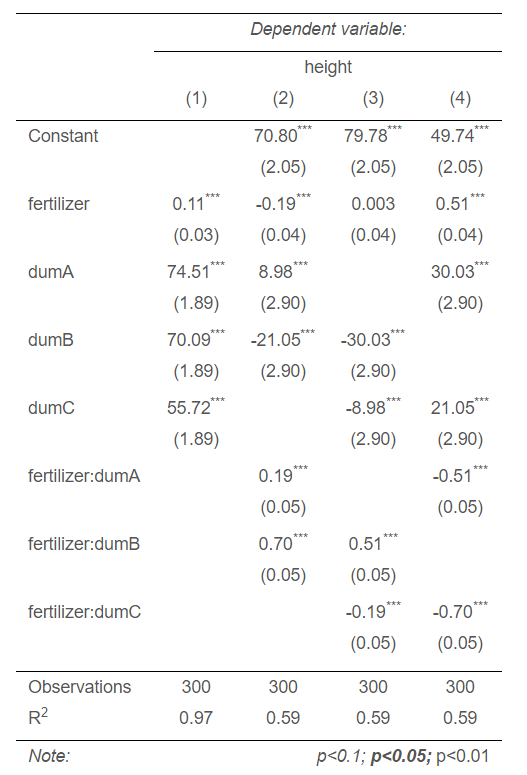 Dependent variable:
height
(1) (2) (3) (4)
Constant 70.80*** 79.78*** 49.74***
(2.05) (2.05) (2.05)
fertilizer 0.11*** -0.19*** 0.003 0.51***
(0.03) (0.04) (0.04) (0.04)
dumA 74.51*** 8.98*** 30.03***
(1.89) (2.90) (2.90)
dumB 70.09*** -21.05*** -30.03***
(1.89) (2.90) (2.90)
dumC 55.72*** -8.98*** 21.05***
(1.89) (2.90) (2.90)
fertilizer:dumA 0.19*** -0.51***
(0.05) (0.05)
fertilizer:dumB 0.70*** 0.51***
(0.05) (0.05)
fertilizer:dumC -0.19*** -0.70***
(0.05) (0.05)
Observations 300 300 300 300
R2 0.97 0.59 0.59 0.59
Note: p<0.1; p<0.05; p<0.01